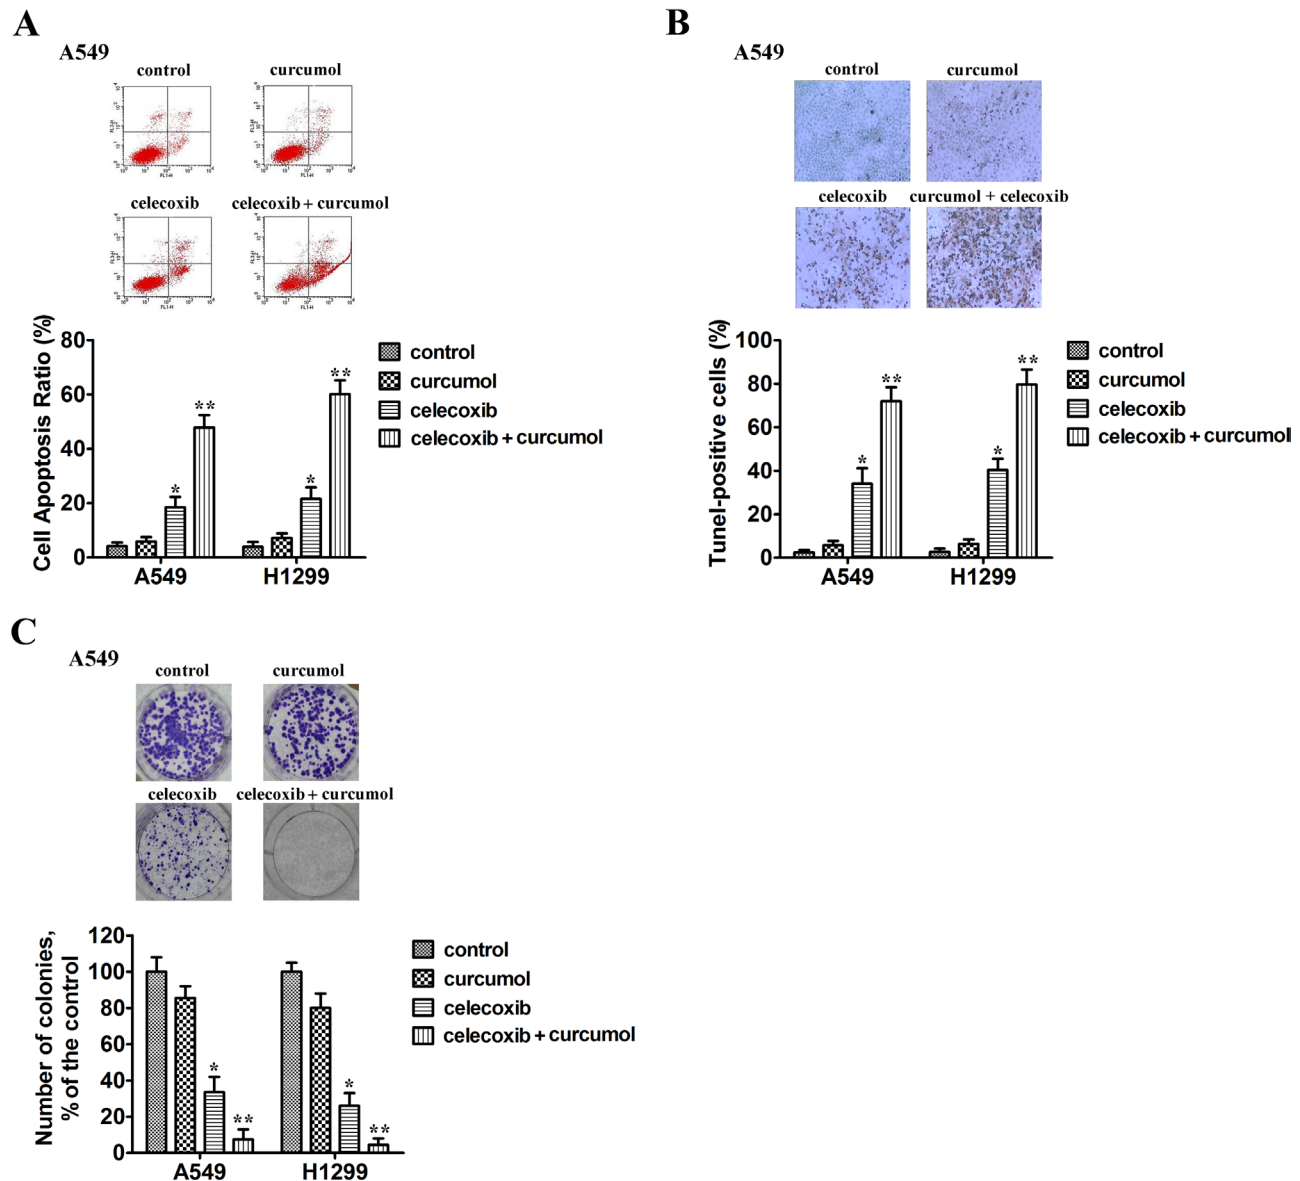 A
A549
control
curcumol
FL2-H
FL1-H
celecoxib
celecoxib + curcumol
FL1-H
Cell Apoptosis Ratio (%)
80
60
40
20
0
**
*
**
*
A549
H1299
control
curcumol
celecoxib
celecoxib + curcumol
B
A549
control
curcumol
celecoxib
curcumol + celecoxib
Tunel-positive cells (%)
100
80
60
40
20
0
*
**
*
**
A549
H1299
control
curcumol
celecoxib
celecoxib + curcumol
C
A549
control
curcumol
celecoxib
celecoxib + curcumol
Number of colonies,
% of the control
120
100
80
60
40
20
0
*
**
*
**
A549
H1299
control
curcumol
celecoxib
celecoxib + curcumol